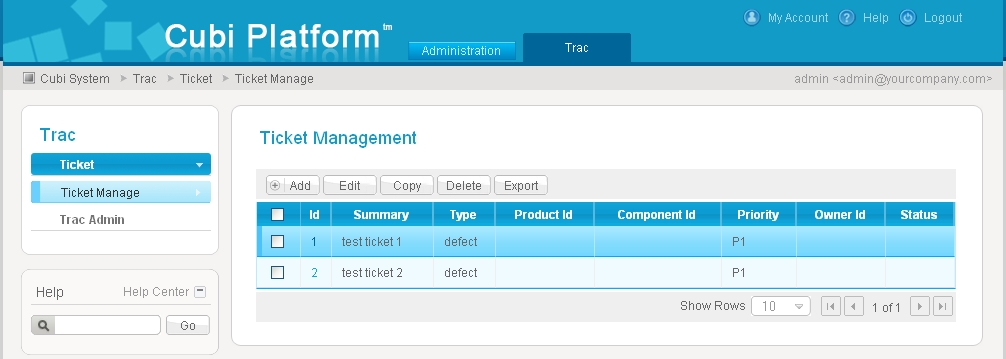 My Account Help Logout
Cubi Platform™
Administration Trac
Cubi System Trac Ticket Ticket Manage admin <admin@yourcompany.com>
Trac
Ticket
Ticket Manage
Trac Admin
Help Help Center
Go
Ticket Management
Add Edit Copy Delete Export
Id Summary Type Product Id Component Id Priority Owner Id Status
1 test ticket 1 defect P1
2 test ticket 2 defect P1
Show Rows 10 1 of 1